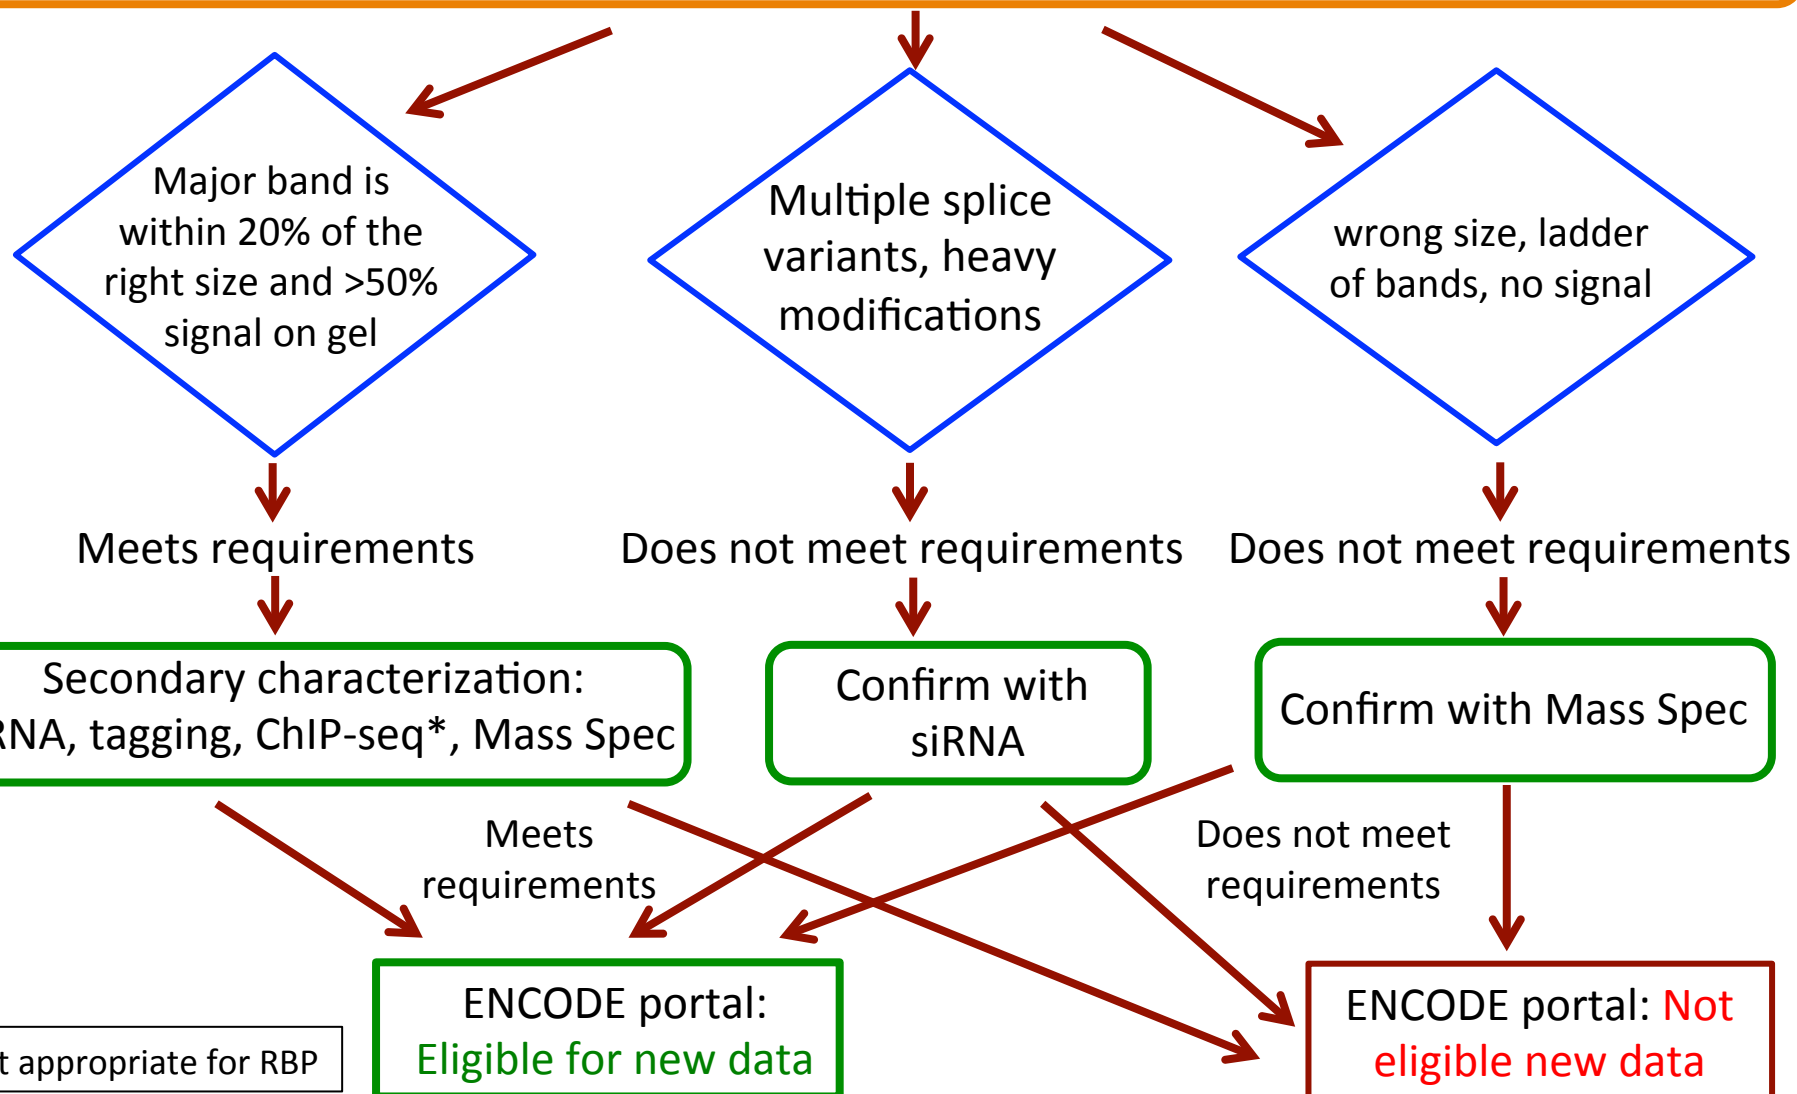 Major band is
within 20% of the
right size and >50%
signal on gel
Multiple splice
variants, heavy
modifications
wrong size, ladder
of bands, no signal
Meets requirements
Does not meet requirements
Does not meet requirements
Secondary characterization:
RNA, tagging, ChIP-seq*, Mass Spec
Confirm with
siRNA
Confirm with Mass Spec
Meets
requirements
Does not meet
requirements
ENCODE portal:
Eligible for new data
ENCODE portal: Not
eligible new data
appropriate for RBP